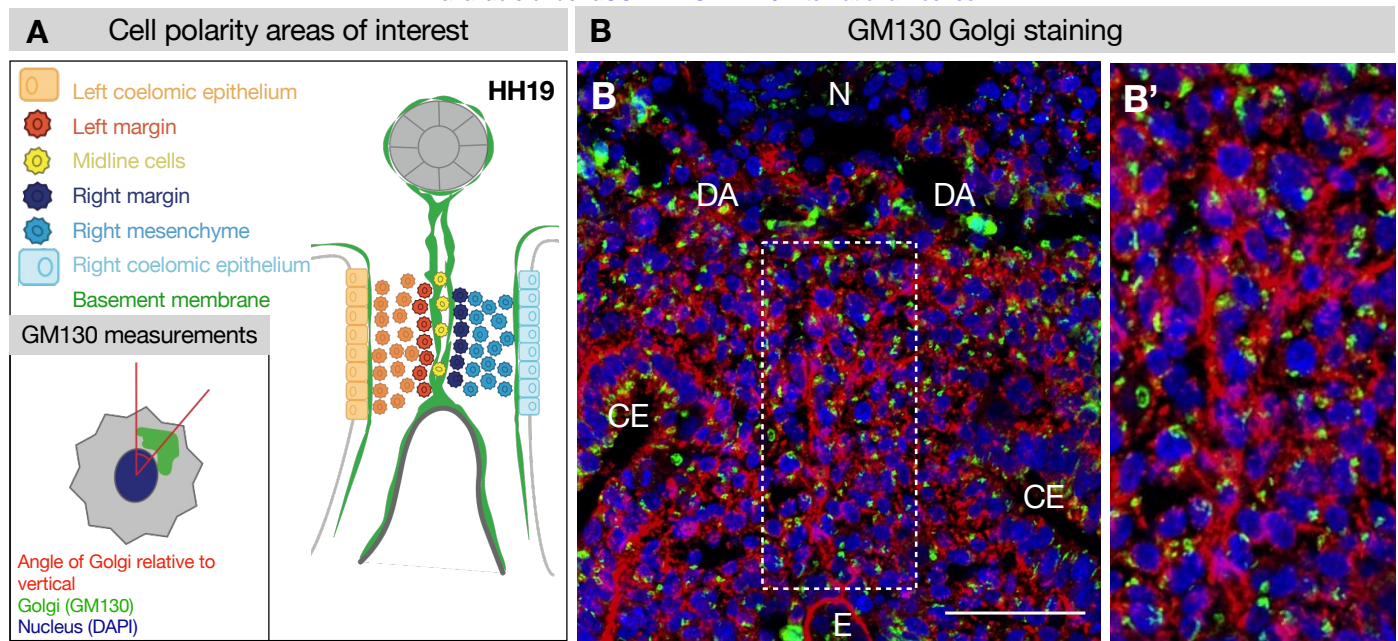 A Cell polarity areas of interest
Left coelomic epithelium
Left margin
Midline cells
Right margin
Right mesenchyme
Right coelomic epithelium
Basement membrane
HH19
GM130 measurements
Angle of Golgi relative to
vertical
Golgi (GM130)
Nucleus (DAPI)
B GM130 Golgi staining
B
N
DA
DA
CE
CE
E
B’